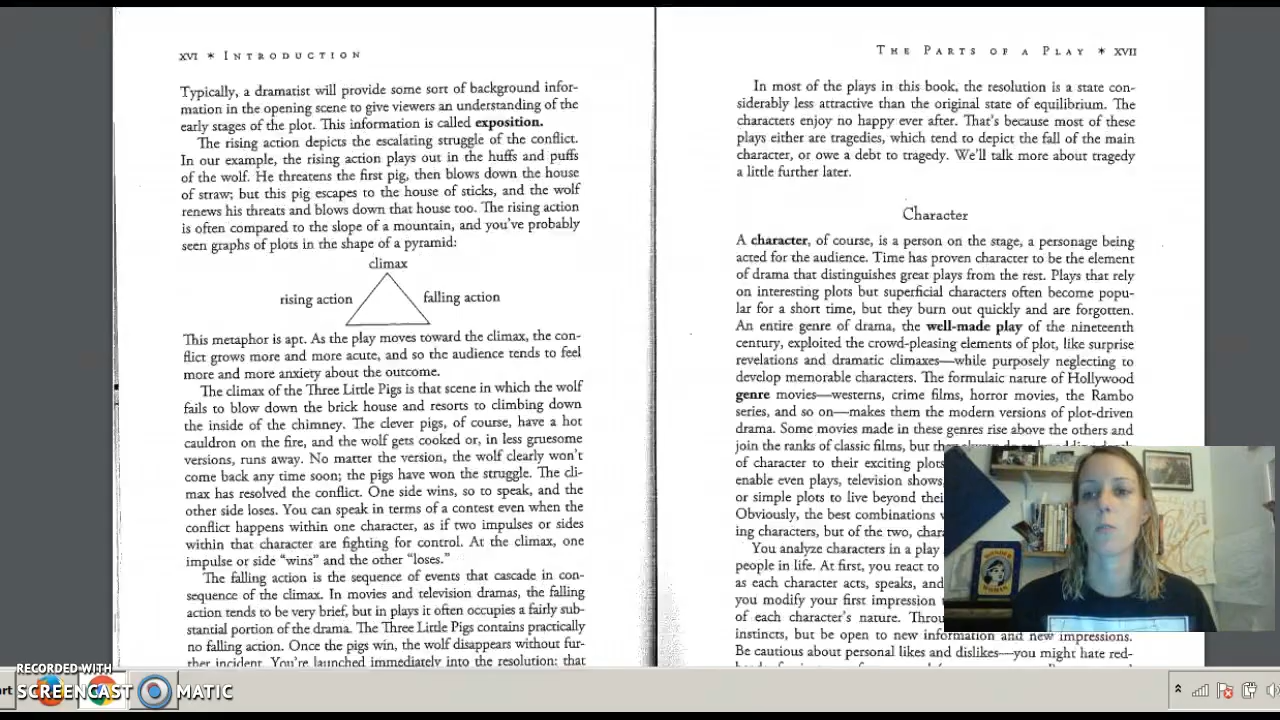 XVI * INTRODUCTION
Typically, a dramatist will provide some sort of background infor-
mation in the opening scene to give viewers an understanding of the
early stages of the plot. This information is called exposition.
The rising action depicts the escalating struggle of the conflict.
In our example, the rising action plays out in the huffs and puffs
of the wolf. He threatens the first pig, then blows down the house
of straw; but this pig escapes to the house of sticks, and the wolf
renews his threats and blows down that house too. The rising action
is often compared to the slope of a mountain, and you've probably
seen graphs of plots in the shape of a pyramid:
climax
rising action
falling action
This metaphor is apt. As the play moves toward the climax, the con-
flict grows more and more acute, and so the audience tends to feel
more and more anxiety about the outcome.
The climax of the Three Little Pigs is that scene in which the wolf
fails to blow down the brick house and resorts to climbing down
the inside of the chimney. The clever pigs, of course, have a hot
cauldron on the fire, and the wolf gets cooked or, in less gruesome
versions, runs away. No matter the version, the wolf clearly won't
come back any time soon; the pigs have won the struggle. The cli-
max has resolved the conflict. One side wins, so to speak, and the
other side loses. You can speak in terms of a contest even when the
conflict happens within one character, as if two impulses or sides
within that character are fighting for control. At the climax, one
impulse or side "wins" and the other "loses."
The falling action is the sequence of events that cascade in con-
sequence of the climax. In movies and television dramas, the falling
action tends to be very brief, but in plays it often occupies a fairly sub-
stantial portion of the drama. The Three Little Pigs contains practically
no falling action. Once the pigs win, the wolf disappears without fur-
ther incident. You're launched immediately into the resolution: that
THE PARTS OF A PLAY * XVII
In most of the plays in this book, the resolution is a state con-
siderably less attractive than the original state of equilibrium. The
characters enjoy no happy ever after. That's because most of these
plays either are tragedies, which tend to depict the fall of the main
character, or owe a debt to tragedy. We'll talk more about tragedy
a little further later.
Character
A character, of course, is a person on the stage, a personage being
acted for the audience. Time has proven character to be the element
of drama that distinguishes great plays from the rest. Plays that rely
on interesting plots but superficial characters often become popu-
lar for a short time, but they burn out quickly and are forgotten.
An entire genre of drama, the well-made play of the nineteenth
century, exploited the crowd-pleasing elements of plot, like surprise
revelations and dramatic climaxes—while purposely neglecting to
develop memorable characters. The formulaic nature of Hollywood
genre movies—westerns, crime films, horror movies, the Rambo
series, and so on—makes them the modern versions of plot-driven
drama. Some movies made in these genres rise above the others and
join the ranks of classic films, but
of character to their exciting plots
enable even plays, television shows,
or simple plots to live beyond
Obviously, the best combinations
ing characters, but of the two,
You analyze characters in a play
people in life. At first, you react to
as each character acts, speaks, and
you modify your first impression
of each character's nature.
instincts, but be open to new information and new impressions.
Be cautious about personal likes and dislikes—you might hate red-
RECORDED WITH
SCREENCAST MATIC